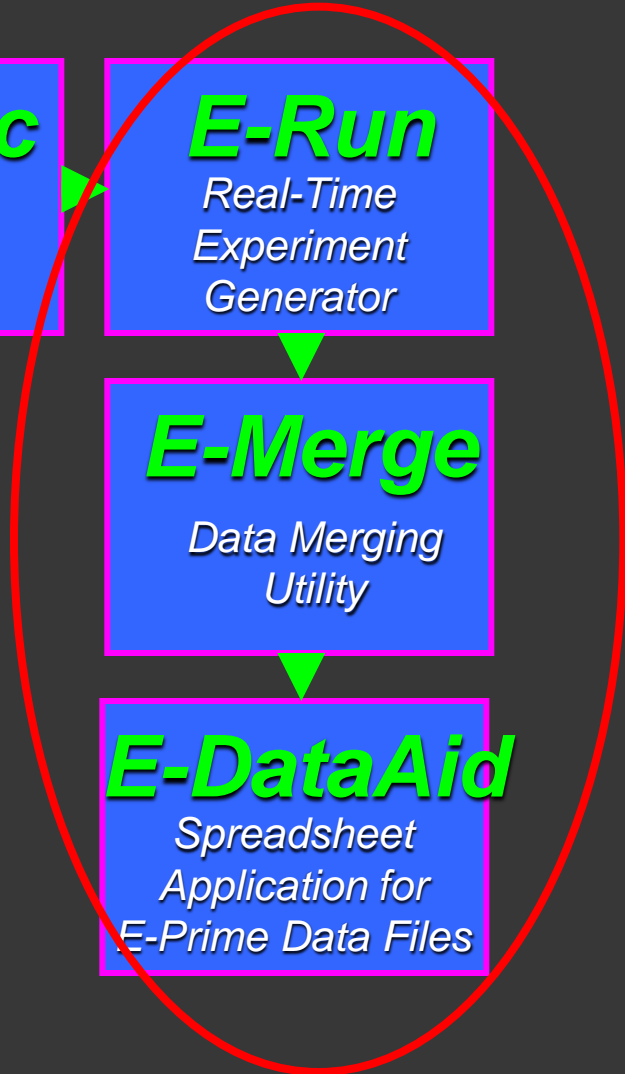 c
E-Run
Real-Time
Experiment
Generator
E-Merge
Data Merging
Utility
E-DataAid
Spreadsheet
Application for
E-Prime Data Files